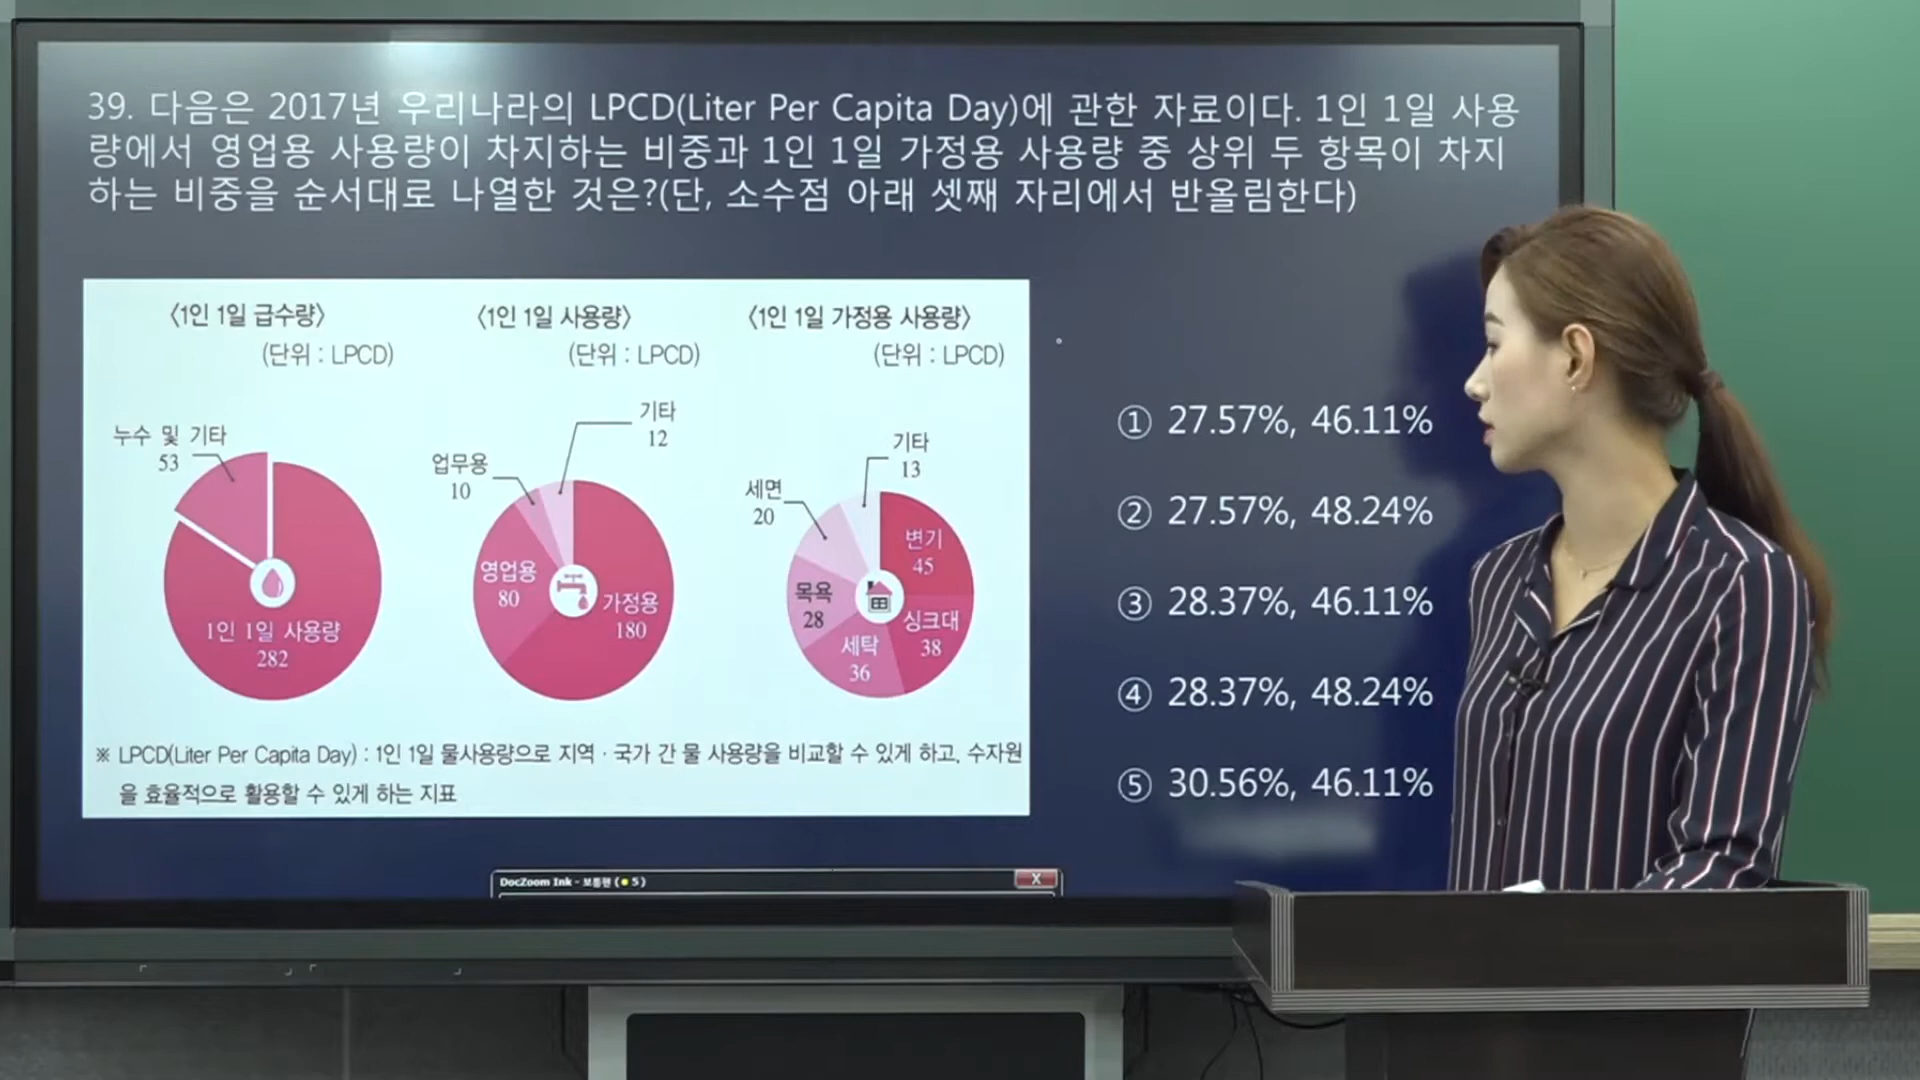 39. 다음은 2017년 우리나라의 LPCD(Liter Per Capita Day)에 관한 자료이다. 1인 1일 사용
량에서 영업용 사용량이 차지하는 비중과 1인 1일 가정용 사용량 중 상위 두 항목이 차지
하는 비중을 순서대로 나열한 것은?(단, 소수점 아래 셋째 자리에서 반올림한다)
〈1인 1일 급수량〉
(단위 : LPCD)
누수 및 기타
53
1인 1일 사용량
282
〈1인 1일 사용량〉
(단위 : LPCD)
기타
12
업무용
10
영업용
80
가정용
180
〈1인 1일 가정용 사용량〉
(단위 : LPCD)
기타
13
세면
20
변기
45
목욕
28
싱크대
38
세탁
36
※ LPCD(Liter Per Capita Day) : 1인 1일 물사용량으로 지역 · 국가 간 물 사용량을 비교할 수 있게 하고, 수자원
을 효율적으로 활용할 수 있게 하는 지표
① 27.57%, 46.11%
② 27.57%, 48.24%
③ 28.37%, 46.11%
④ 28.37%, 48.24%
⑤ 30.56%, 46.11%
DocZoom Ink - 보통펜 ( 5 )
X